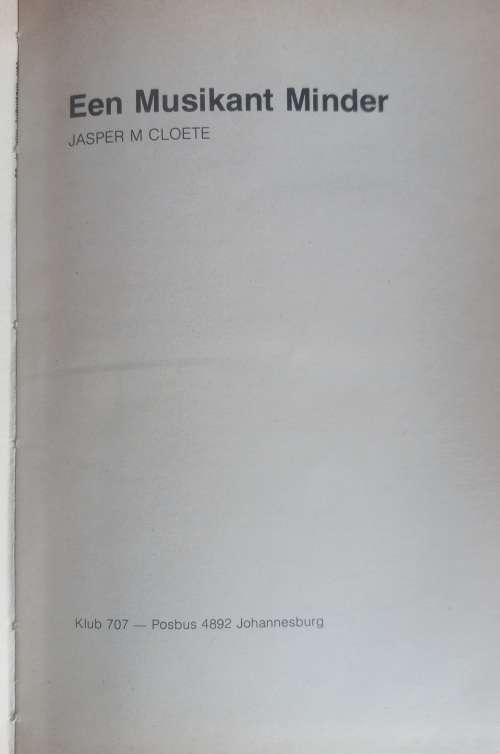 Een Musikant Minder
JASPER M CLOETE
Klub 707 — Posbus 4892 Johannesburg